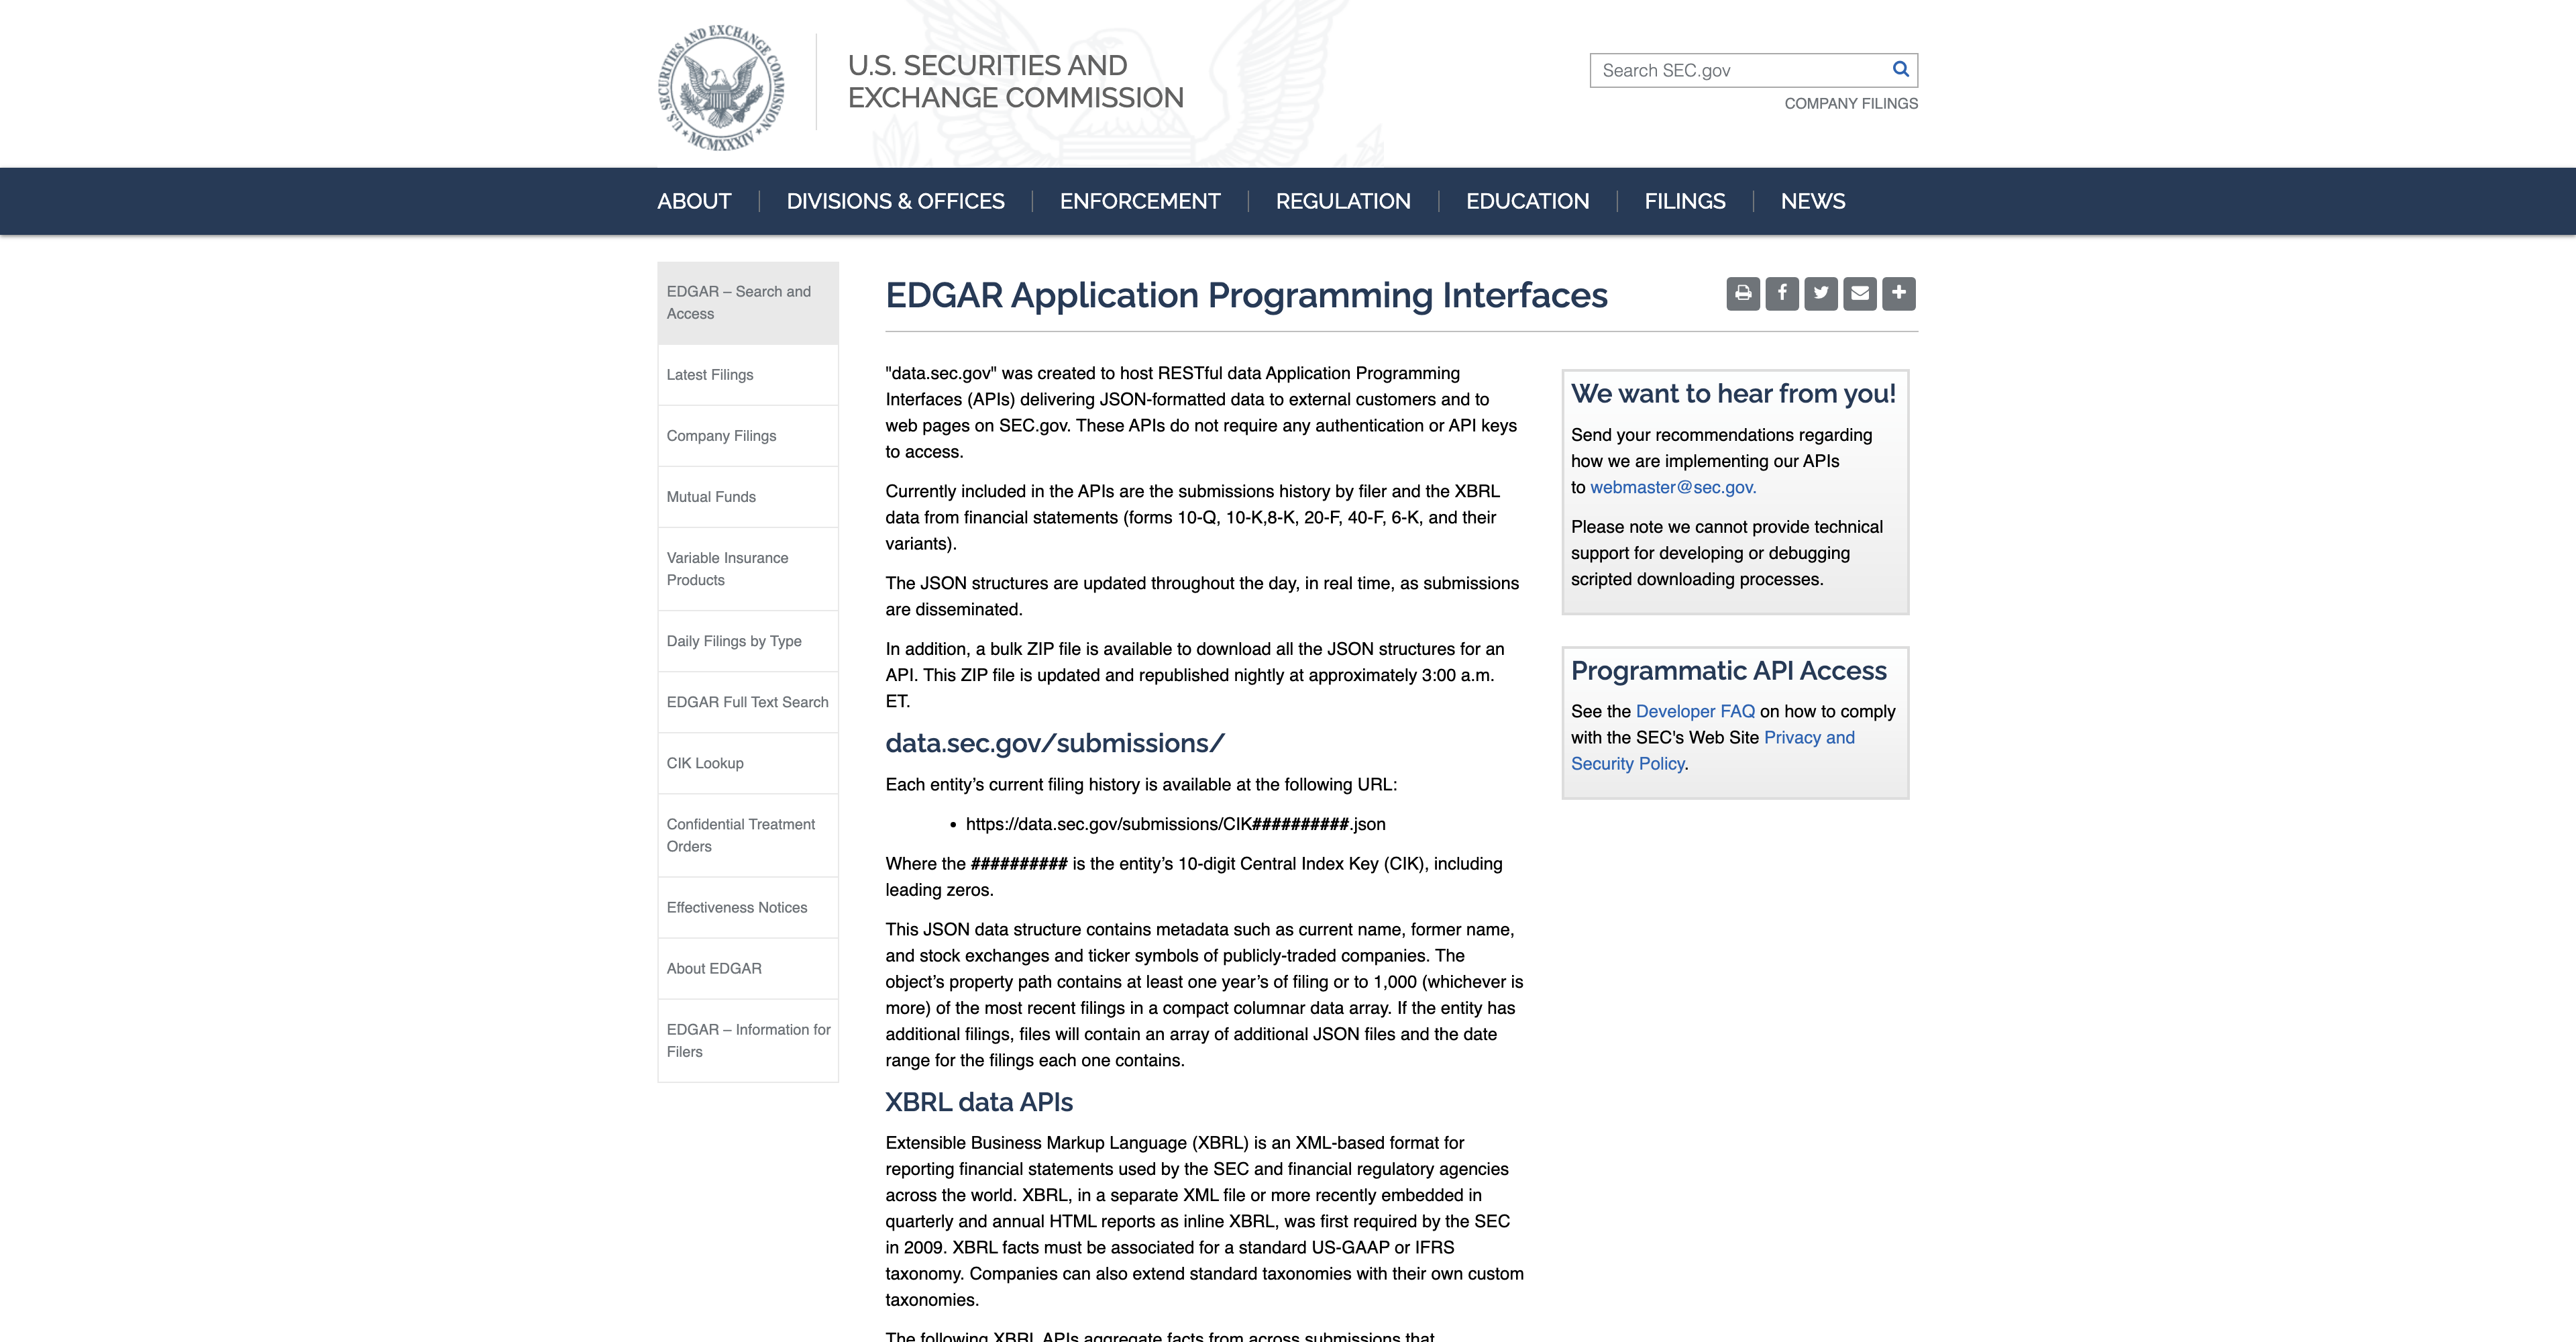 U.S. SECURITIES AND EXCHANGE COMMISSION
MCMXXXIV
U.S. SECURITIES AND
EXCHANGE COMMISSION
Search SEC.gov
COMPANY FILINGS
ABOUT
DIVISIONS & OFFICES
ENFORCEMENT
REGULATION
EDUCATION
FILINGS
NEWS
EDGAR – Search and
Access
Latest Filings
Company Filings
Mutual Funds
Variable Insurance
Products
Daily Filings by Type
EDGAR Full Text Search
CIK Lookup
Confidential Treatment
Orders
Effectiveness Notices
About EDGAR
EDGAR – Information for
Filers
EDGAR Application Programming Interfaces
"data.sec.gov" was created to host RESTful data Application Programming
Interfaces (APIs) delivering JSON-formatted data to external customers and to
web pages on SEC.gov. These APIs do not require any authentication or API keys
to access.
Currently included in the APIs are the submissions history by filer and the XBRL
data from financial statements (forms 10-Q, 10-K,8-K, 20-F, 40-F, 6-K, and their
variants).
The JSON structures are updated throughout the day, in real time, as submissions
are disseminated.
In addition, a bulk ZIP file is available to download all the JSON structures for an
API. This ZIP file is updated and republished nightly at approximately 3:00 a.m.
ET.
data.sec.gov/submissions/
Each entity’s current filing history is available at the following URL:
• https://data.sec.gov/submissions/CIK##########.json
Where the ########## is the entity’s 10-digit Central Index Key (CIK), including
leading zeros.
This JSON data structure contains metadata such as current name, former name,
and stock exchanges and ticker symbols of publicly-traded companies. The
object’s property path contains at least one year’s of filing or to 1,000 (whichever is
more) of the most recent filings in a compact columnar data array. If the entity has
additional filings, files will contain an array of additional JSON files and the date
range for the filings each one contains.
XBRL data APIs
Extensible Business Markup Language (XBRL) is an XML-based format for
reporting financial statements used by the SEC and financial regulatory agencies
across the world. XBRL, in a separate XML file or more recently embedded in
quarterly and annual HTML reports as inline XBRL, was first required by the SEC
in 2009. XBRL facts must be associated for a standard US-GAAP or IFRS
taxonomy. Companies can also extend standard taxonomies with their own custom
taxonomies.
The following XBRL APIs aggregate facts from across submissions that
We want to hear from you!
Send your recommendations regarding
how we are implementing our APIs
to webmaster@sec.gov.
Please note we cannot provide technical
support for developing or debugging
scripted downloading processes.
Programmatic API Access
See the Developer FAQ on how to comply
with the SEC's Web Site Privacy and
Security Policy.